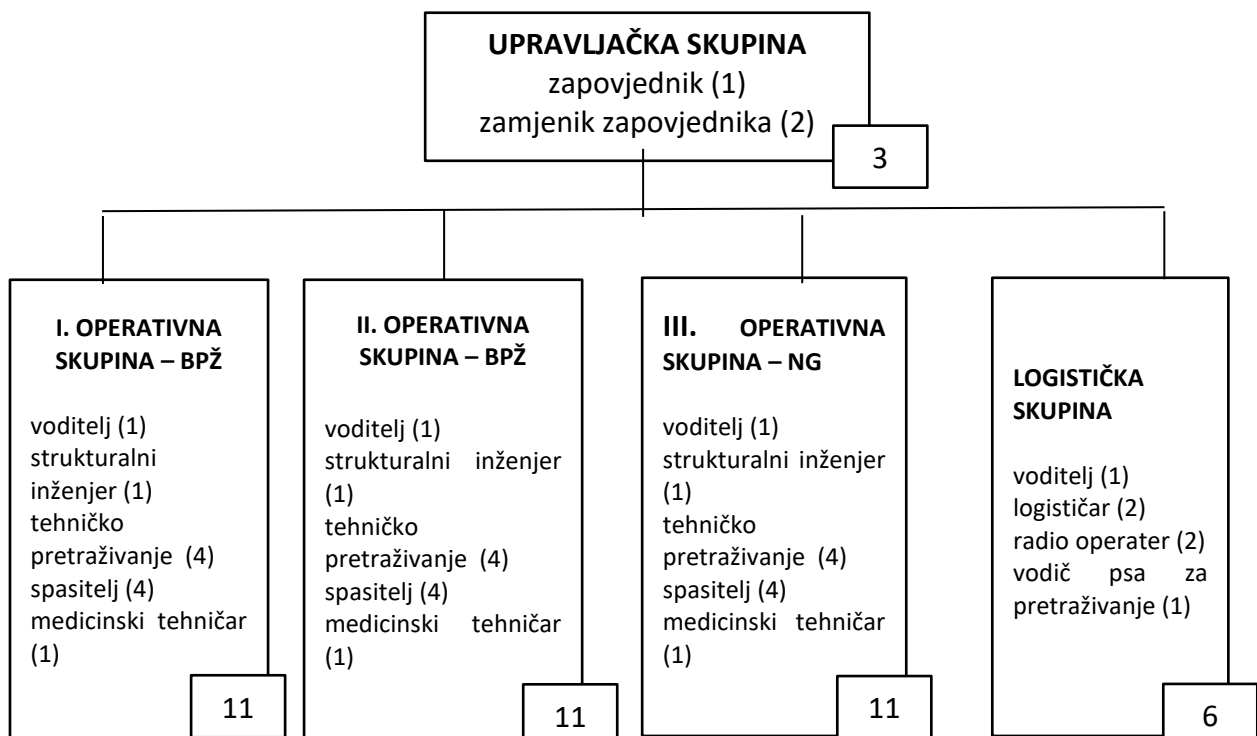 UPRAVLJAČKA SKUPINA
zapovjednik (1)
zamjenik zapovjednika (2)
3
I. OPERATIVNA
SKUPINA – BPŽ
voditelj (1)
strukturalni
inženjer (1)
tehničko
pretraživanje (4)
spasitelj (4)
medicinski tehničar
(1)
11
II. OPERATIVNA
SKUPINA – BPŽ
voditelj (1)
strukturalni inženjer
(1)
tehničko
pretraživanje (4)
spasitelj (4)
medicinski tehničar
(1)
11
III. OPERATIVNA
SKUPINA – NG
voditelj (1)
strukturalni inženjer
(1)
tehničko
pretraživanje (4)
spasitelj (4)
medicinski tehničar
(1)
11
LOGISTIČKA
SKUPINA
voditelj (1)
logističar (2)
radio operater (2)
vodič psa za
pretraživanje (1)
6